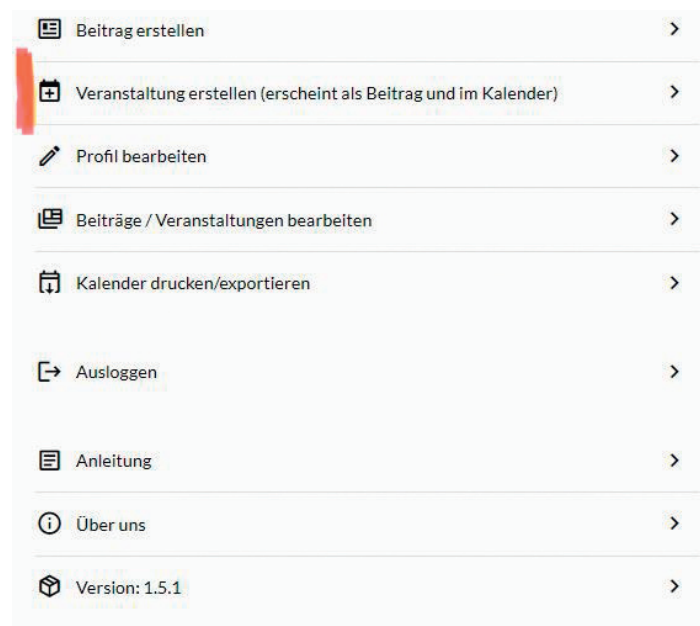 Beitrag erstellen
Veranstaltung erstellen (erscheint als Beitrag und im Kalender)
Profil bearbeiten
Beiträge / Veranstaltungen bearbeiten
Kalender drucken/exportieren
Ausloggen
Anleitung
Über uns
Version: 1.5.1